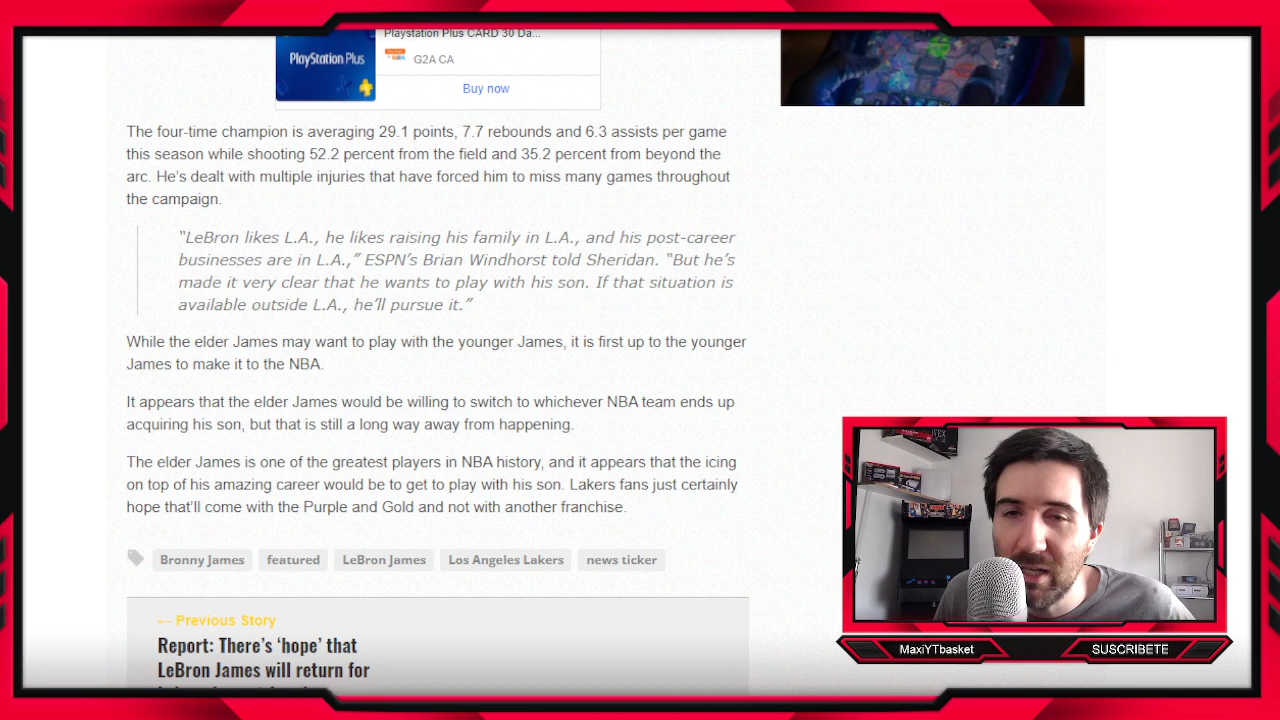 Playstation Plus CARD 30 Da...
PlayStation Plus
G2A CA
Buy now
The four-time champion is averaging 29.1 points, 7.7 rebounds and 6.3 assists per game
this season while shooting 52.2 percent from the field and 35.2 percent from beyond the
arc. He’s dealt with multiple injuries that have forced him to miss many games throughout
the campaign.
“LeBron likes L.A., he likes raising his family in L.A., and his post-career
businesses are in L.A.,” ESPN’s Brian Windhorst told Sheridan. “But he’s
made it very clear that he wants to play with his son. If that situation is
available outside L.A., he’ll pursue it.”
While the elder James may want to play with the younger James, it is first up to the younger
James to make it to the NBA.
It appears that the elder James would be willing to switch to whichever NBA team ends up
acquiring his son, but that is still a long way away from happening.
The elder James is one of the greatest players in NBA history, and it appears that the icing
on top of his amazing career would be to get to play with his son. Lakers fans just certainly
hope that’ll come with the Purple and Gold and not with another franchise.
Bronny James featured LeBron James Los Angeles Lakers news ticker
← Previous Story
Report: There’s ‘hope’ that
LeBron James will return for
MaxiYTbasket
SUSCRIBETE